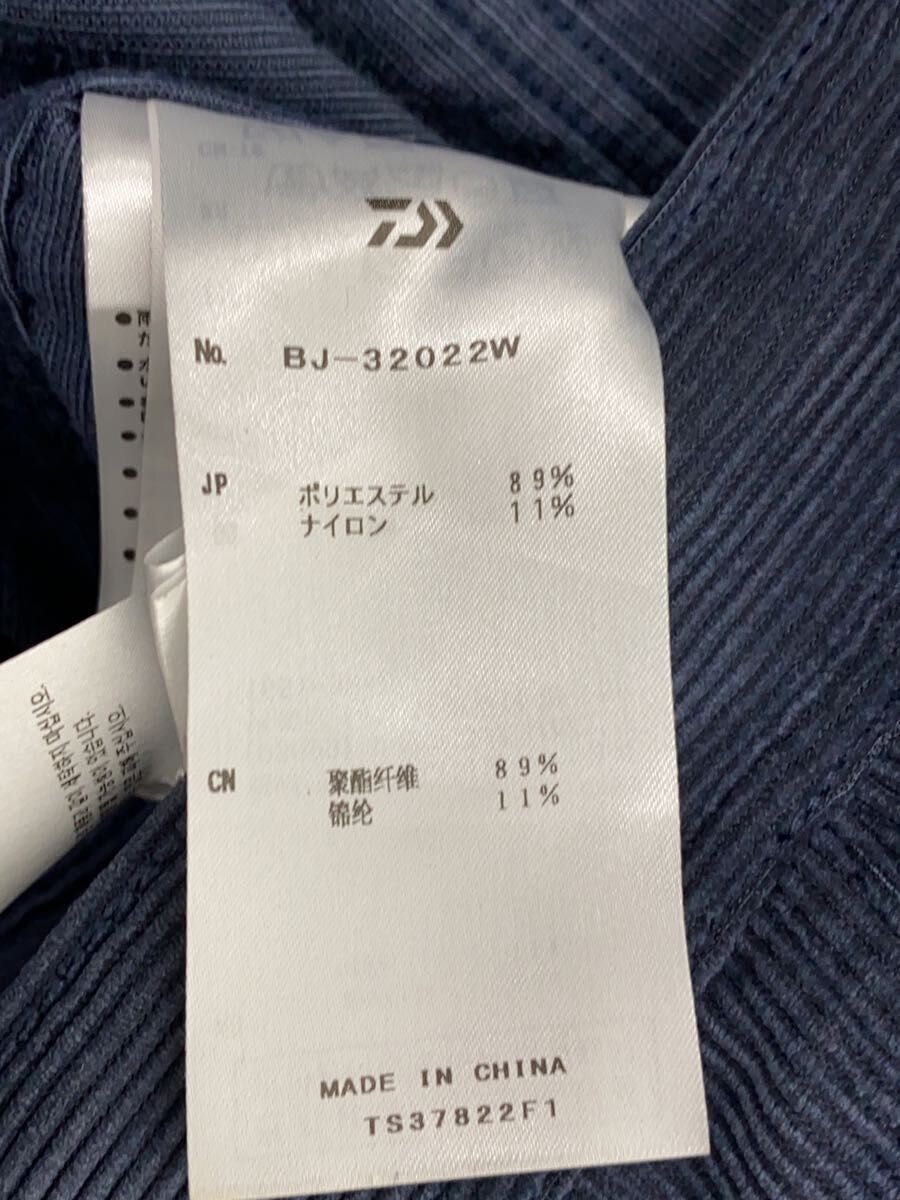 No. BJ-32022W
JP ポリエステル 89%
ナイロン 11%
CN 聚酯纤维 89%
锦纶 11%
MADE IN CHINA
TS37822F1